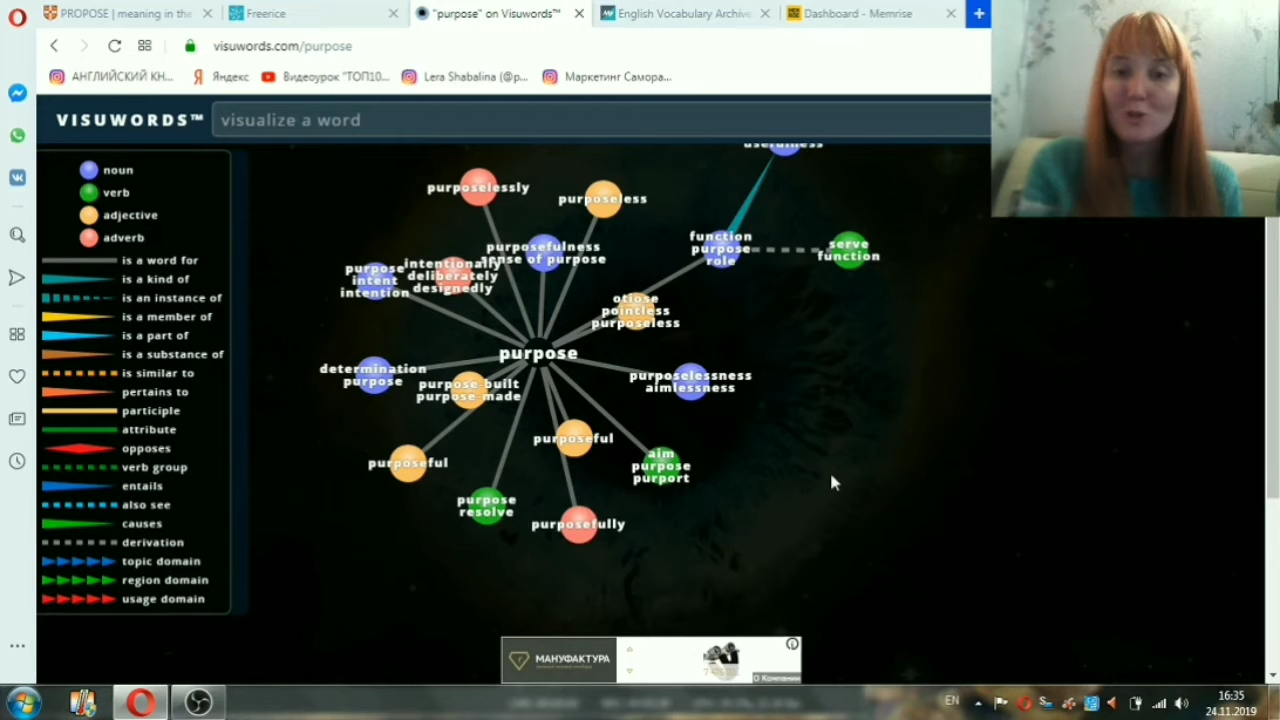 PROPOSE | meaning in the
Freerice
"purpose" on Visuwords™
English Vocabulary Archive
Dashboard - Memrise
visuwords.com/purpose
АНГЛИЙСКИЙ КН...
Яндекс
Видеоурок "ТОП10...
Lera Shabalina (@p...
Маркетинг Самора...
VISUWORDS™
visualize a word
noun
verb
adjective
adverb
is a word for
is a kind of
is an instance of
is a member of
is a part of
is a substance of
is similar to
pertains to
participle
attribute
opposes
verb group
entails
also see
causes
derivation
topic domain
region domain
usage domain
usefulness
purposelessly
purposeless
function
purpose
role
serve
function
purposefulness
sense of purpose
intentionally
deliberately
designedly
purpose
intent
intention
otiose
pointless
purposeless
purpose
determination
purpose
purpose-built
purpose-made
purposelessness
aimlessness
purposeful
purposeful
aim
purpose
purport
purpose
resolve
purposefully
МАНУФАКТУРА
О Компании
EN
16:35
24.11.2019